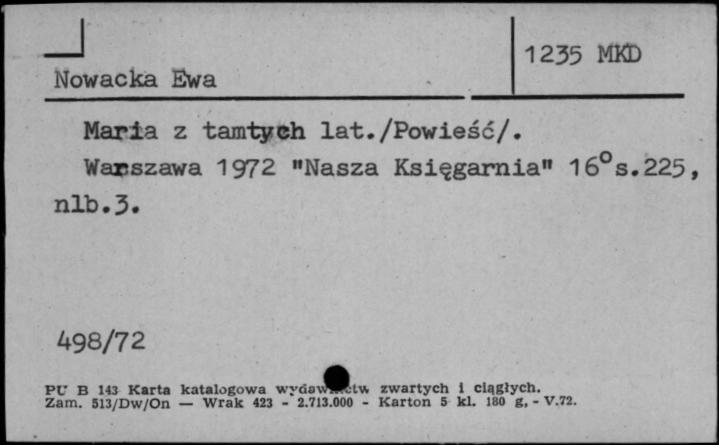 1235 MKD
Nowacka Ewa
Maria z tamtych lat./Powieść/.
Warszawa 1972 "Nasza Księgarnia" 16° s.225,
nlb.3.
498/72
PU B 143 Karta katalogowa wydawnictw zwartych i ciągłych.
Zam. 513/Dw/On — Wrak 423 - 2.713.000 - Karton 5 kl. 180 g, - V.72.